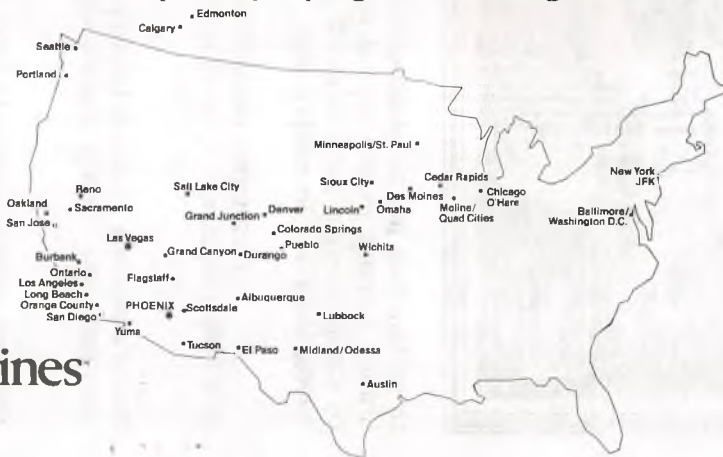 Edmonton
Calgary
Seattle
Portland
Minneapolis/St. Paul
Reno
Salt Lake City
Sioux City
Cedar Rapids
New York
JFK
Oakland
Sacramento
Grand Junction
Denver
Lincoln
Des Moines
Omaha
Moline/
Quad Cities
Chicago
O'Hare
Baltimore/
Washington D.C.
San Jose
Las Vegas
Colorado Springs
Pueblo
Wichita
Burbank
Grand Canyon
Durango
Ontario
Los Angeles
Flagstaff
Long Beach
Albuquerque
Orange County
PHOENIX
Scottsdale
Lubbock
San Diego
Yuma
Tucson
El Paso
Midland/Odessa
ines
Austin